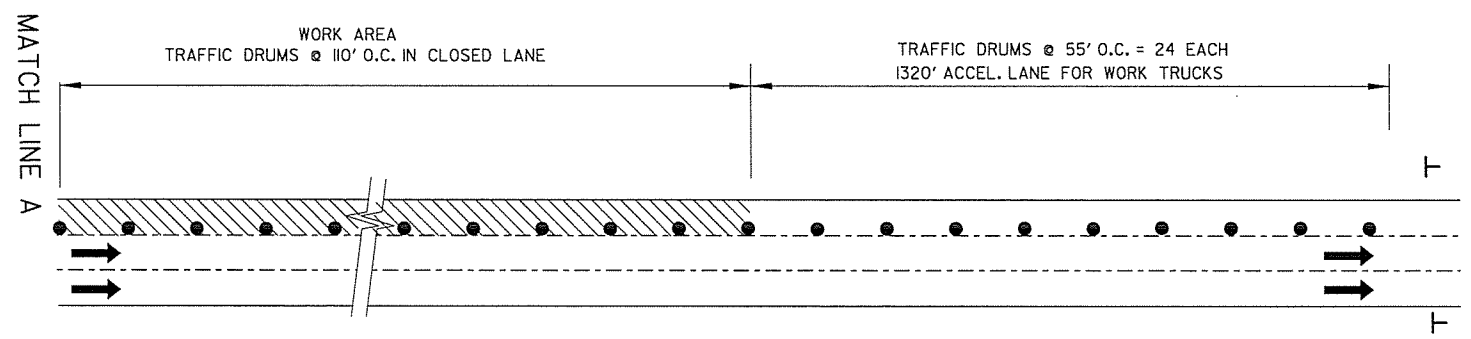 MATCH LINE A
WORK AREA
TRAFFIC DRUMS @ 110' O.C. IN CLOSED LANE
TRAFFIC DRUMS @ 55' O.C. = 24 EACH
1320' ACCEL. LANE FOR WORK TRUCKS